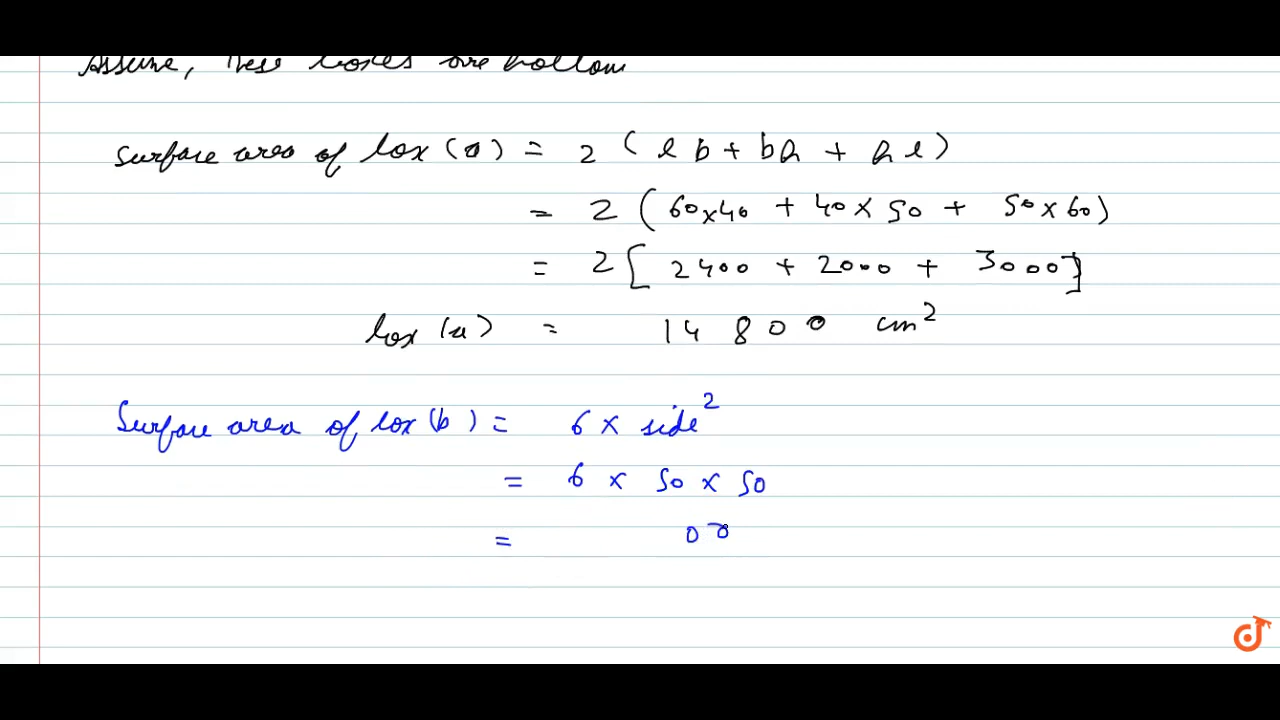 Assume, These boxes are hollow
Surface area of box (a) = 2 (lb + bh + hl)
= 2 (60×40 + 40×50 + 50×60)
= 2 [2400 + 2000 + 3000]
box (a) = 14800 cm²
Surface area of box (b) = 6 × side²
= 6 × 50 × 50
= 00